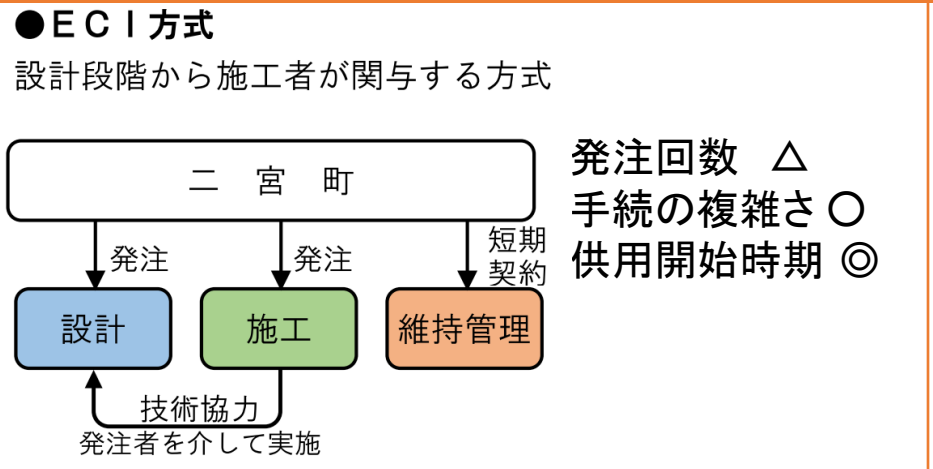 ●ＥＣＩ方式
設計段階から施工者が関与する方式
二　宮　町
発注回数　△
手続の複雑さ〇
供用開始時期 ◎
発注
発注
短期
契約
設計
施工
維持管理
技術協力
発注者を介して実施